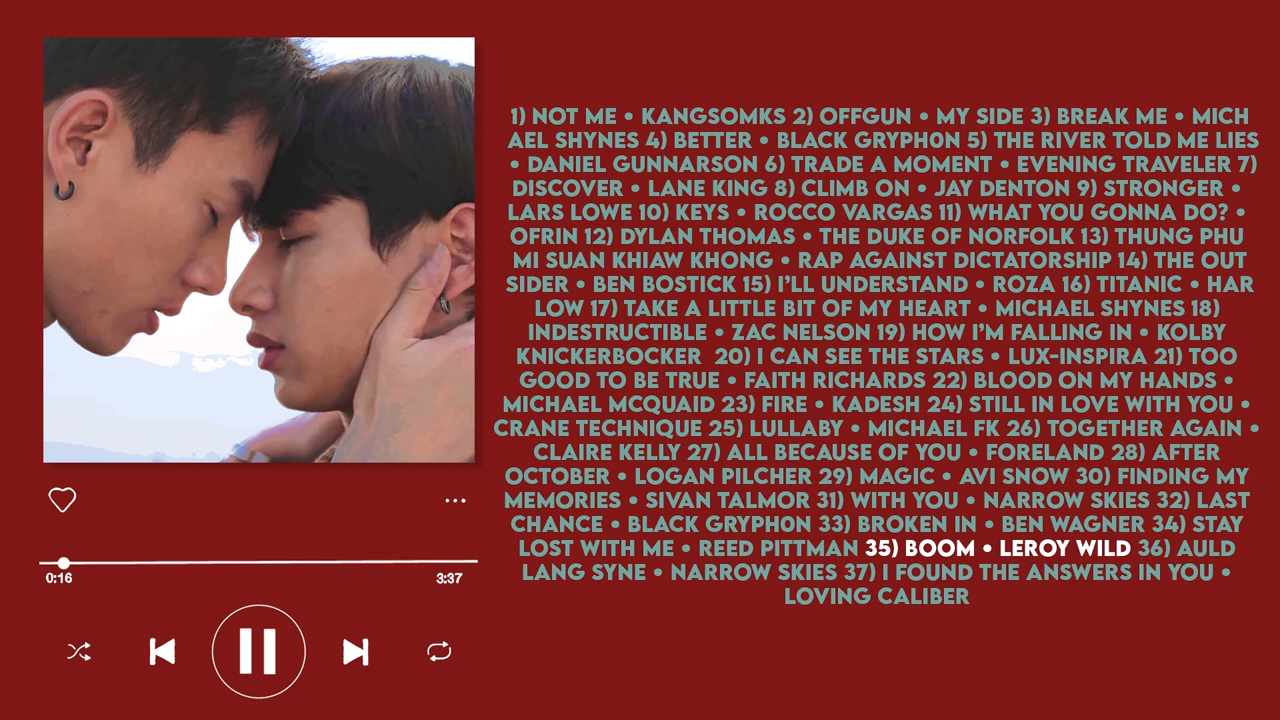 1) NOT ME • KANGSOMKS 2) OFFGUN • MY SIDE 3) BREAK ME • MICH
AEL SHYNES 4) BETTER • BLACK GRYPH0N 5) THE RIVER TOLD ME LIES
• DANIEL GUNNARSON 6) TRADE A MOMENT • EVENING TRAVELER 7)
DISCOVER • LANE KING 8) CLIMB ON • JAY DENTON 9) STRONGER •
LARS LOWE 10) KEYS • ROCCO VARGAS 11) WHAT YOU GONNA DO? •
OFRIN 12) DYLAN THOMAS • THE DUKE OF NORFOLK 13) THUNG PHU
MI SUAN KHIAW KHONG • RAP AGAINST DICTATORSHIP 14) THE OUT
SIDER • BEN BOSTICK 15) I'LL UNDERSTAND • ROZA 16) TITANIC • HAR
LOW 17) TAKE A LITTLE BIT OF MY HEART • MICHAEL SHYNES 18)
INDESTRUCTIBLE • ZAC NELSON 19) HOW I'M FALLING IN • KOLBY
KNICKERBOCKER 20) I CAN SEE THE STARS • LUX-INSPIRA 21) TOO
GOOD TO BE TRUE • FAITH RICHARDS 22) BLOOD ON MY HANDS •
MICHAEL MCQUAID 23) FIRE • KADESH 24) STILL IN LOVE WITH YOU •
CRANE TECHNIQUE 25) LULLABY • MICHAEL FK 26) TOGETHER AGAIN •
CLAIRE KELLY 27) ALL BECAUSE OF YOU • FORELAND 28) AFTER
OCTOBER • LOGAN PILCHER 29) MAGIC • AVI SNOW 30) FINDING MY
MEMORIES • SIVAN TALMOR 31) WITH YOU • NARROW SKIES 32) LAST
CHANCE • BLACK GRYPH0N 33) BROKEN IN • BEN WAGNER 34) STAY
LOST WITH ME • REED PITTMAN 35) BOOM • LEROY WILD 36) AULD
LANG SYNE • NARROW SKIES 37) I FOUND THE ANSWERS IN YOU •
LOVING CALIBER
0:16
3:37